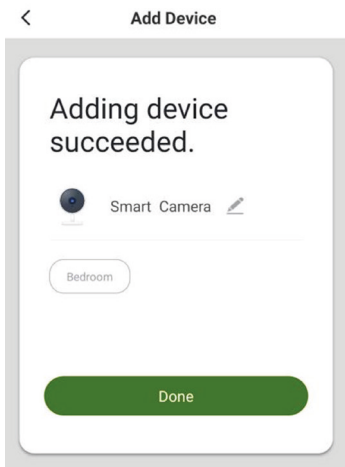 Add Device
Adding device
succeeded.
Smart Camera
Bedroom
Done